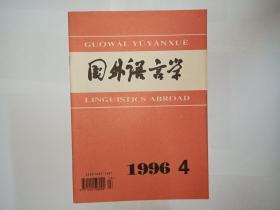 GUOWAI YUYANXUE
国外语言学
LINGUISTICS ABROAD
1996 4